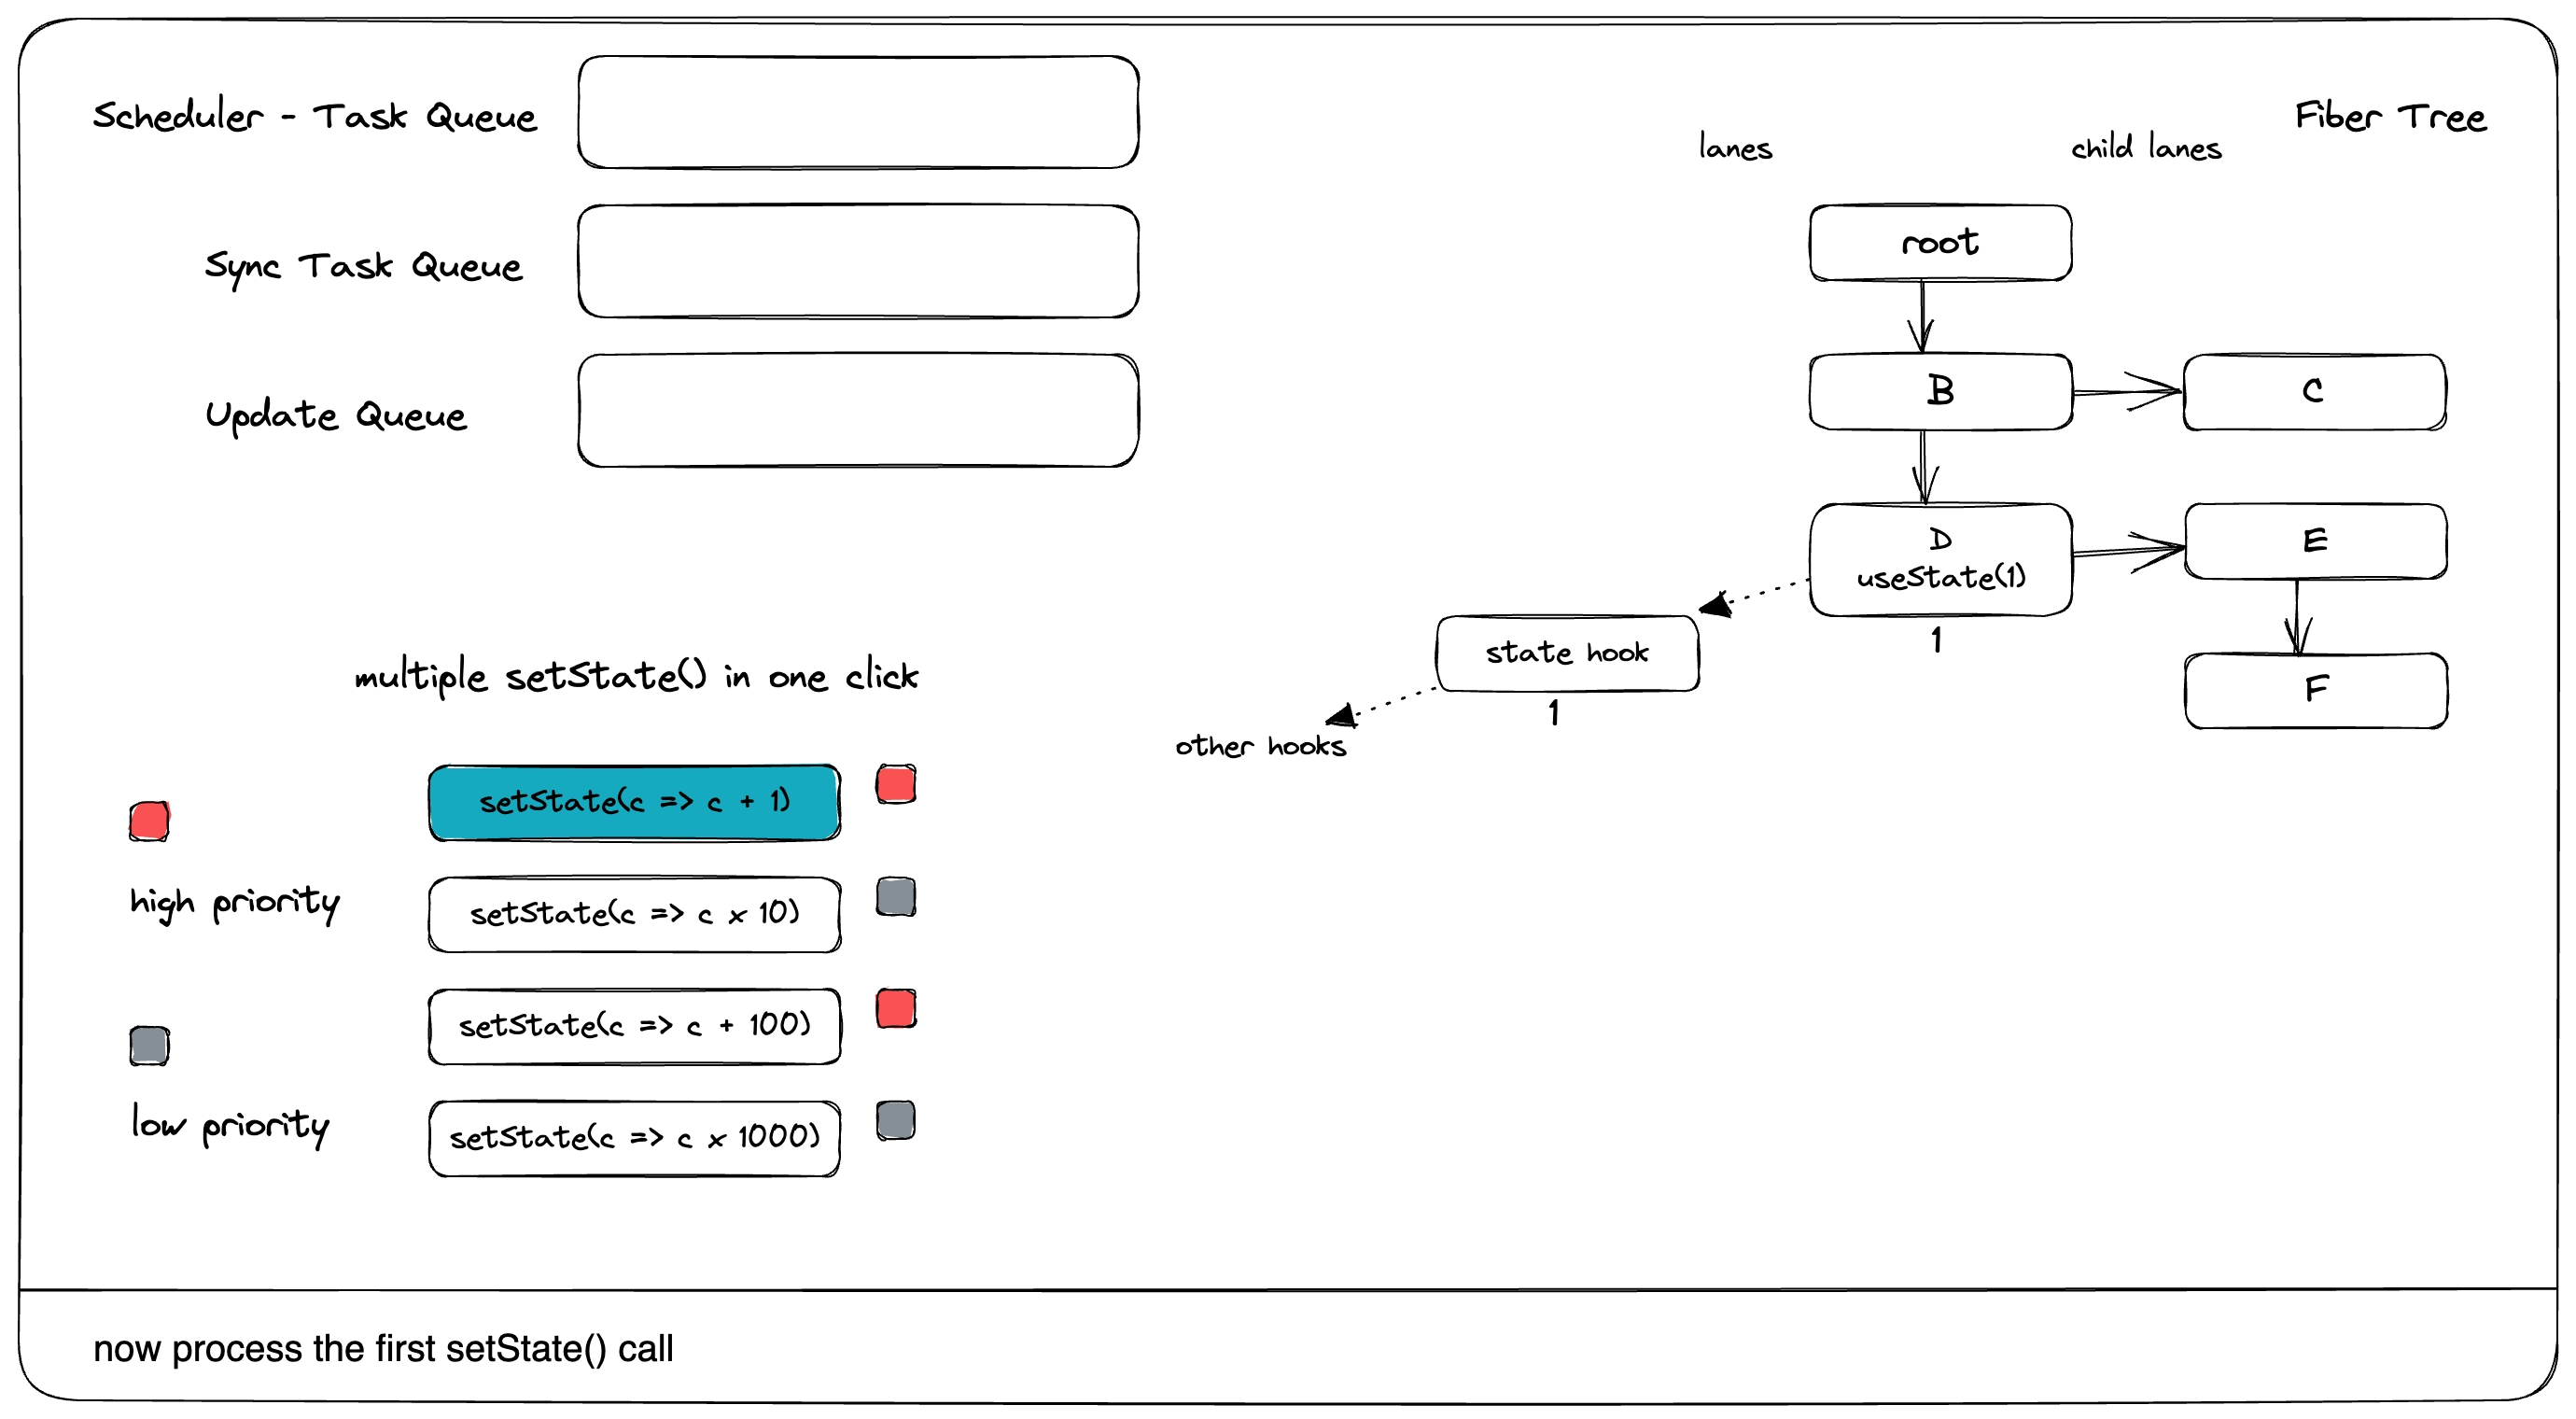 Scheduler - Task Queue
Sync Task Queue
Update Queue
lanes
child lanes
Fiber Tree
root
B
C
D
useState(1)
1
E
F
state hook
1
other hooks
multiple setState() in one click
high priority
low priority
setState(c => c + 1)
setState(c => c x 10)
setState(c => c + 100)
setState(c => c x 1000)
now process the first setState() call